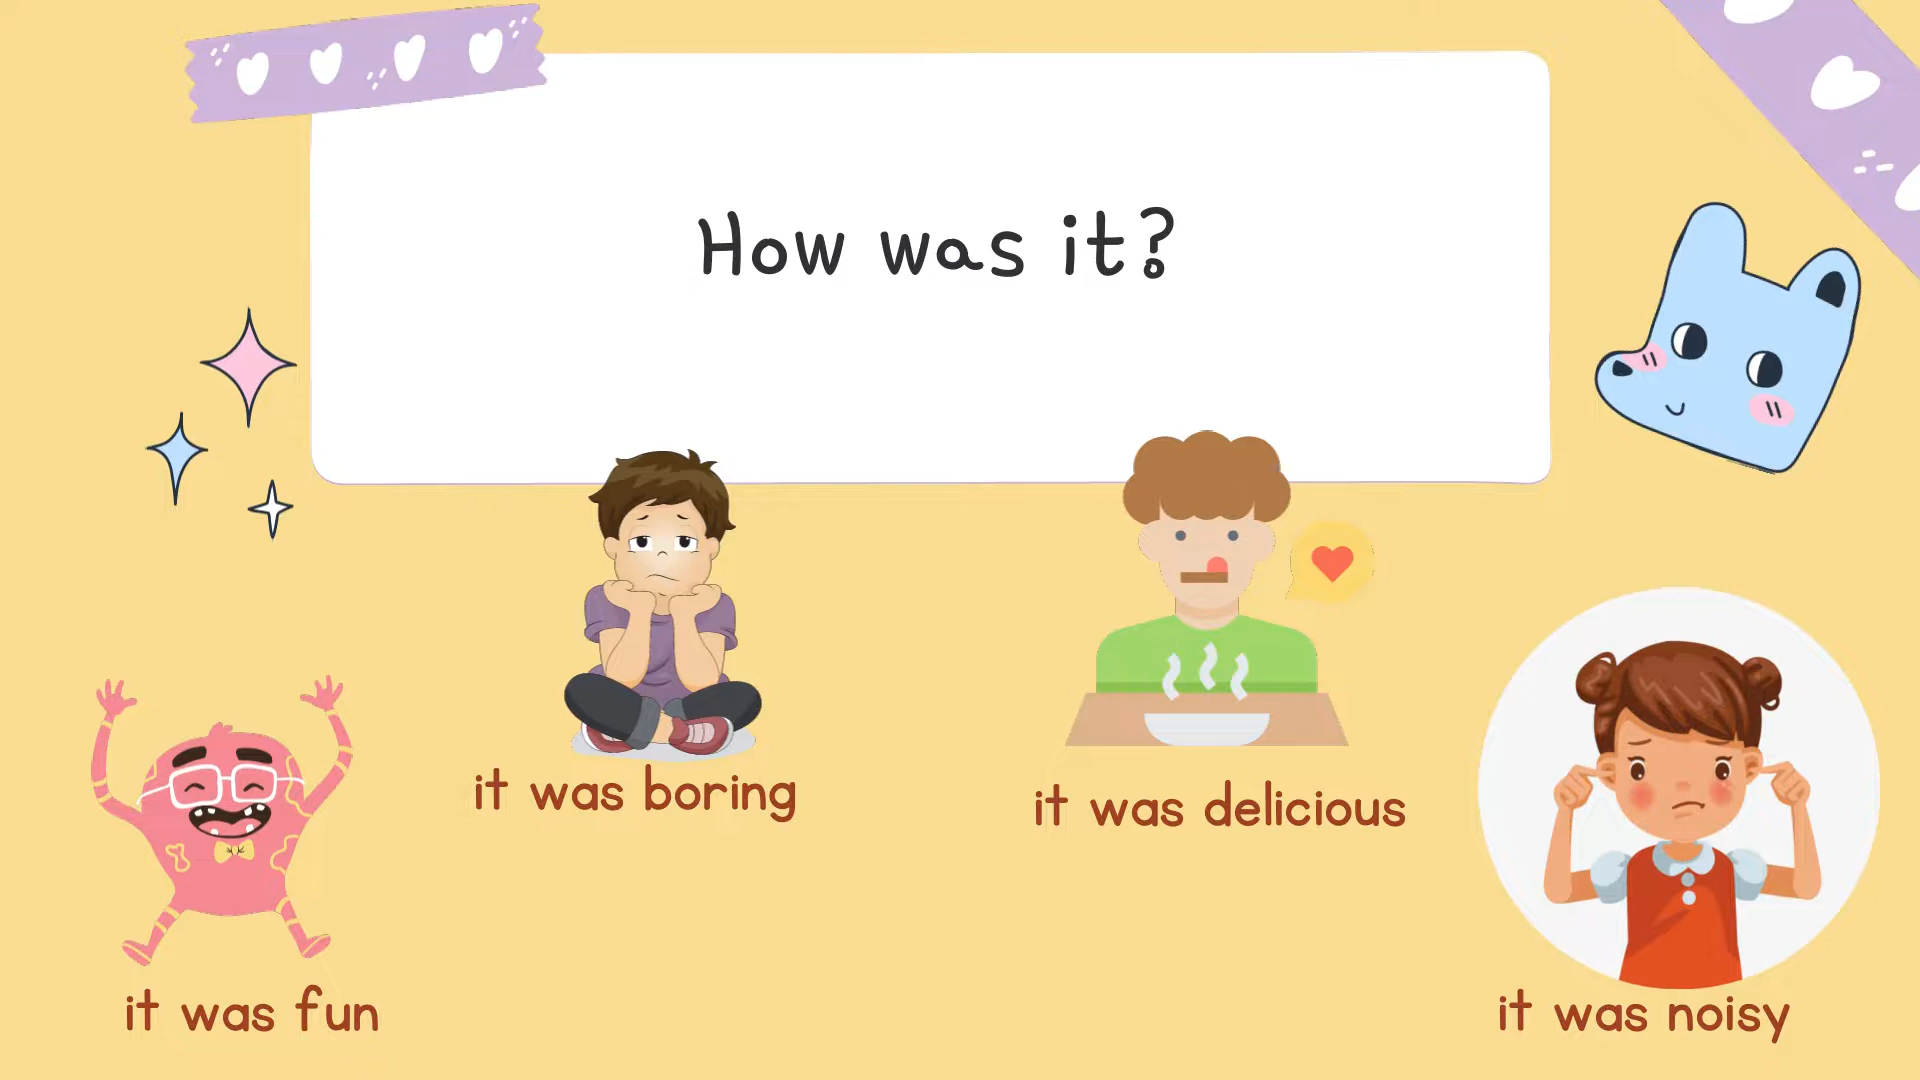 How was it?
it was boring
it was delicious
it was fun
it was noisy